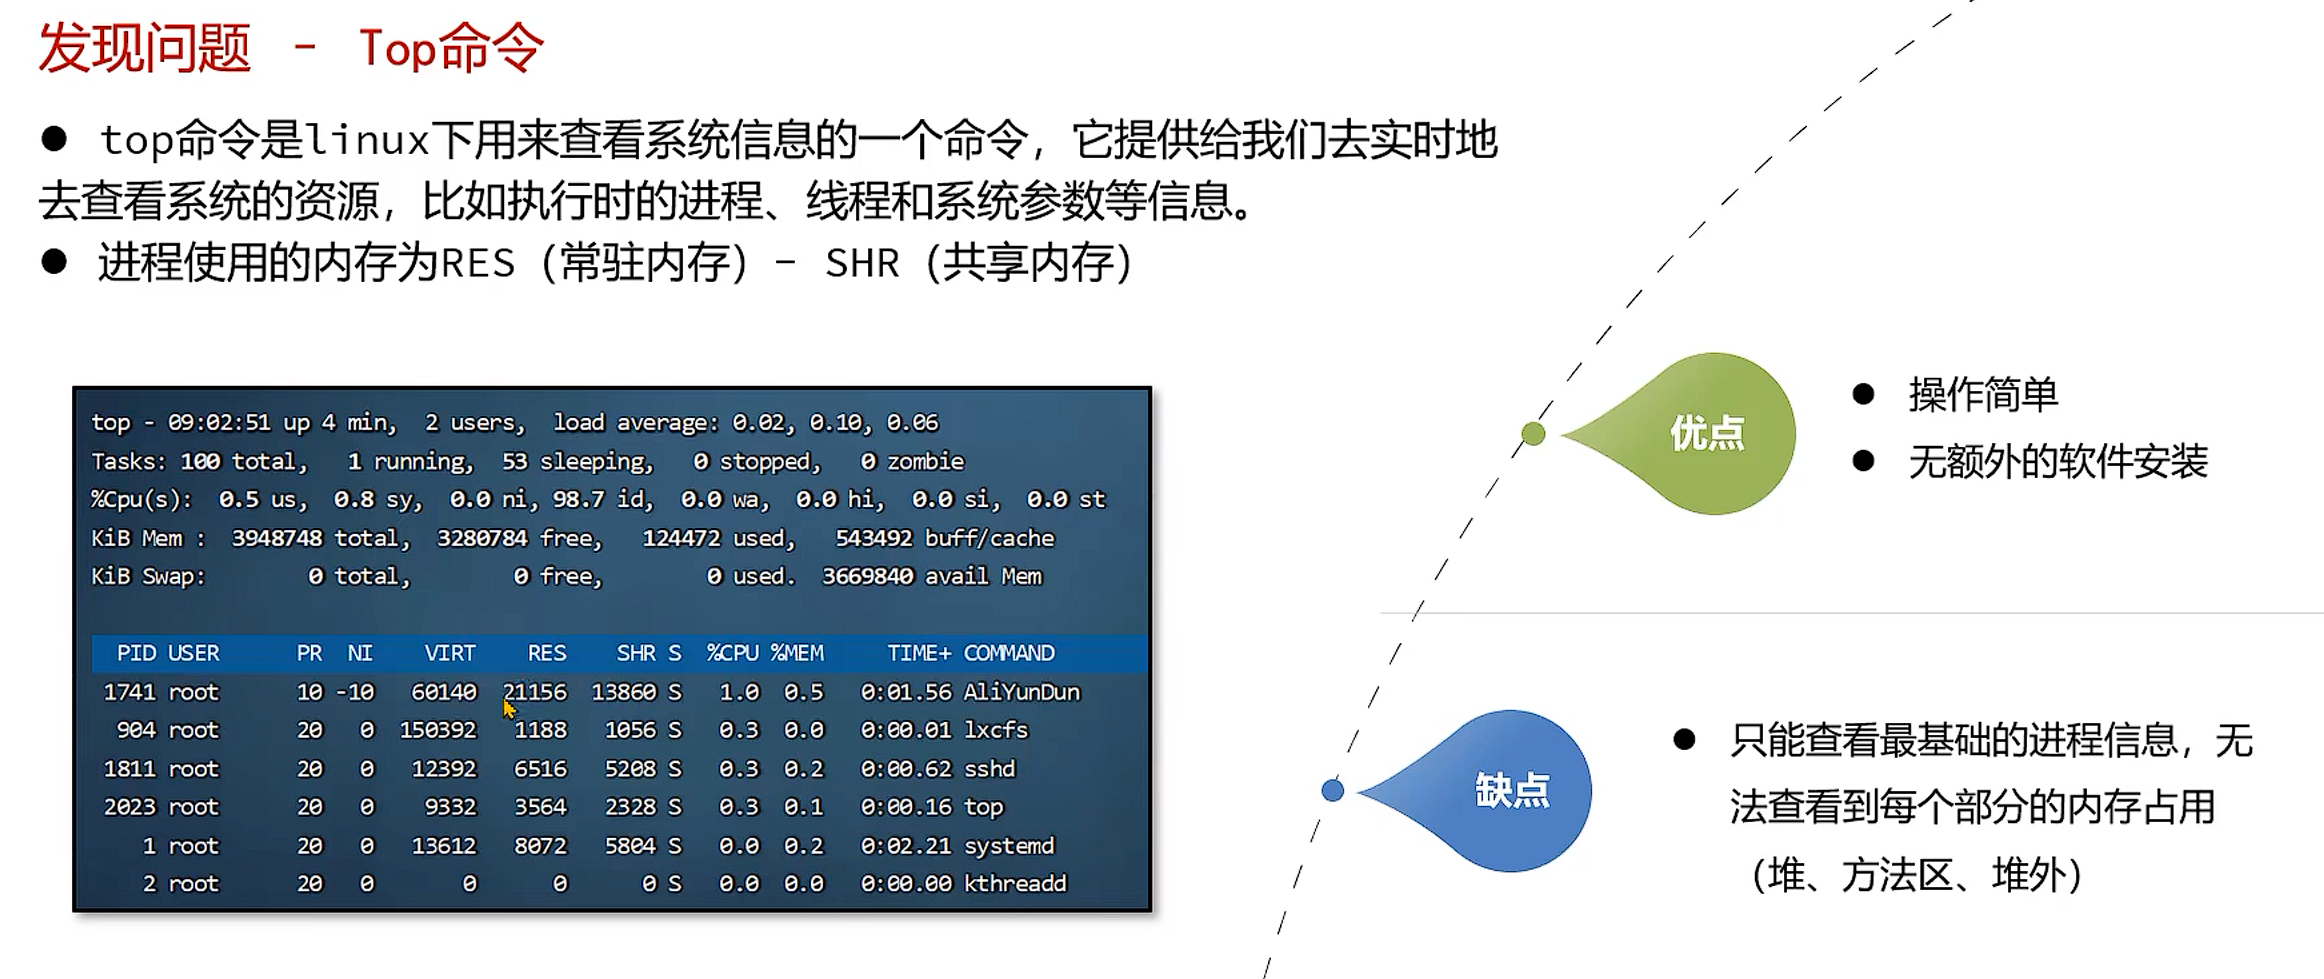 发现问题 - Top命令
● top命令是linux下用来查看系统信息的一个命令，它提供给我们去实时地
去查看系统的资源，比如执行时的进程、线程和系统参数等信息。
● 进程使用的内存为RES（常驻内存）- SHR（共享内存）
top - 09:02:51 up 4 min,  2 users,  load average: 0.02, 0.10, 0.06
Tasks: 100 total,   1 running,  53 sleeping,   0 stopped,   0 zombie
%Cpu(s):  0.5 us,  0.8 sy,  0.0 ni, 98.7 id,  0.0 wa,  0.0 hi,  0.0 si,  0.0 st
KiB Mem :  3948748 total,  3280784 free,   124472 used,   543492 buff/cache
KiB Swap:        0 total,        0 free,        0 used.  3669840 avail Mem
PID USER      PR  NI    VIRT    RES    SHR S  %CPU %MEM     TIME+ COMMAND
1741 root      10 -10   60140  21156  13860 S   1.0  0.5   0:01.56 AliYunDun
904 root      20   0  150392   1188   1056 S   0.3  0.0   0:00.01 lxcfs
1811 root      20   0   12392   6516   5208 S   0.3  0.2   0:00.62 sshd
2023 root      20   0    9332   3564   2328 S   0.3  0.1   0:00.16 top
1 root      20   0   13612   8072   5804 S   0.0  0.2   0:02.21 systemd
2 root      20   0       0      0      0 S   0.0  0.0   0:00.00 kthreadd
优点
● 操作简单
● 无额外的软件安装
缺点
● 只能查看最基础的进程信息，无
法查看到每个部分的内存占用
（堆、方法区、堆外）